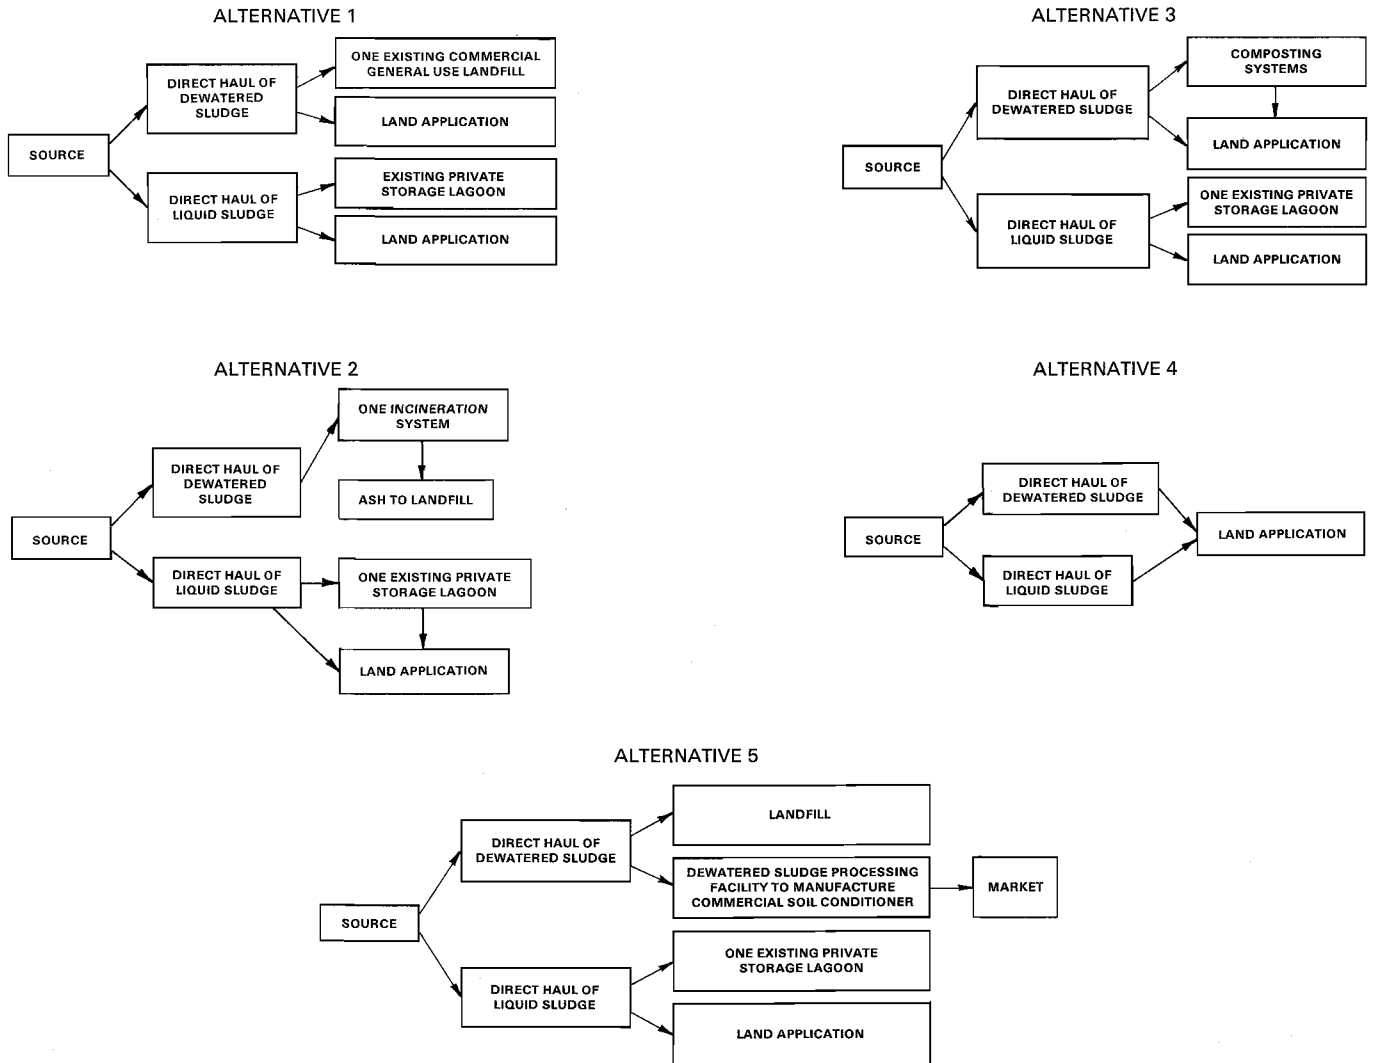 ALTERNATIVE 1
ONE EXISTING COMMERCIAL
GENERAL USE LANDFILL
DIRECT HAUL OF
DEWATERED
SLUDGE
LAND APPLICATION
SOURCE
EXISTING PRIVATE
STORAGE LAGOON
DIRECT HAUL OF
LIQUID SLUDGE
LAND APPLICATION
ALTERNATIVE 3
COMPOSTING
SYSTEMS
DIRECT HAUL OF
DEWATERED SLUDGE
LAND APPLICATION
SOURCE
ONE EXISTING PRIVATE
STORAGE LAGOON
DIRECT HAUL OF
LIQUID SLUDGE
LAND APPLICATION
ALTERNATIVE 2
ONE INCINERATION
SYSTEM
DIRECT HAUL OF
DEWATERED
SLUDGE
ASH TO LANDFILL
SOURCE
DIRECT HAUL OF
LIQUID SLUDGE
ONE EXISTING PRIVATE
STORAGE LAGOON
LAND APPLICATION
ALTERNATIVE 4
DIRECT HAUL OF
DEWATERED SLUDGE
SOURCE
LAND APPLICATION
DIRECT HAUL OF
LIQUID SLUDGE
ALTERNATIVE 5
LANDFILL
DIRECT HAUL OF
DEWATERED SLUDGE
DEWATERED SLUDGE PROCESSING
FACILITY TO MANUFACTURE
COMMERCIAL SOIL CONDITIONER
MARKET
SOURCE
ONE EXISTING PRIVATE
STORAGE LAGOON
DIRECT HAUL OF
LIQUID SLUDGE
LAND APPLICATION